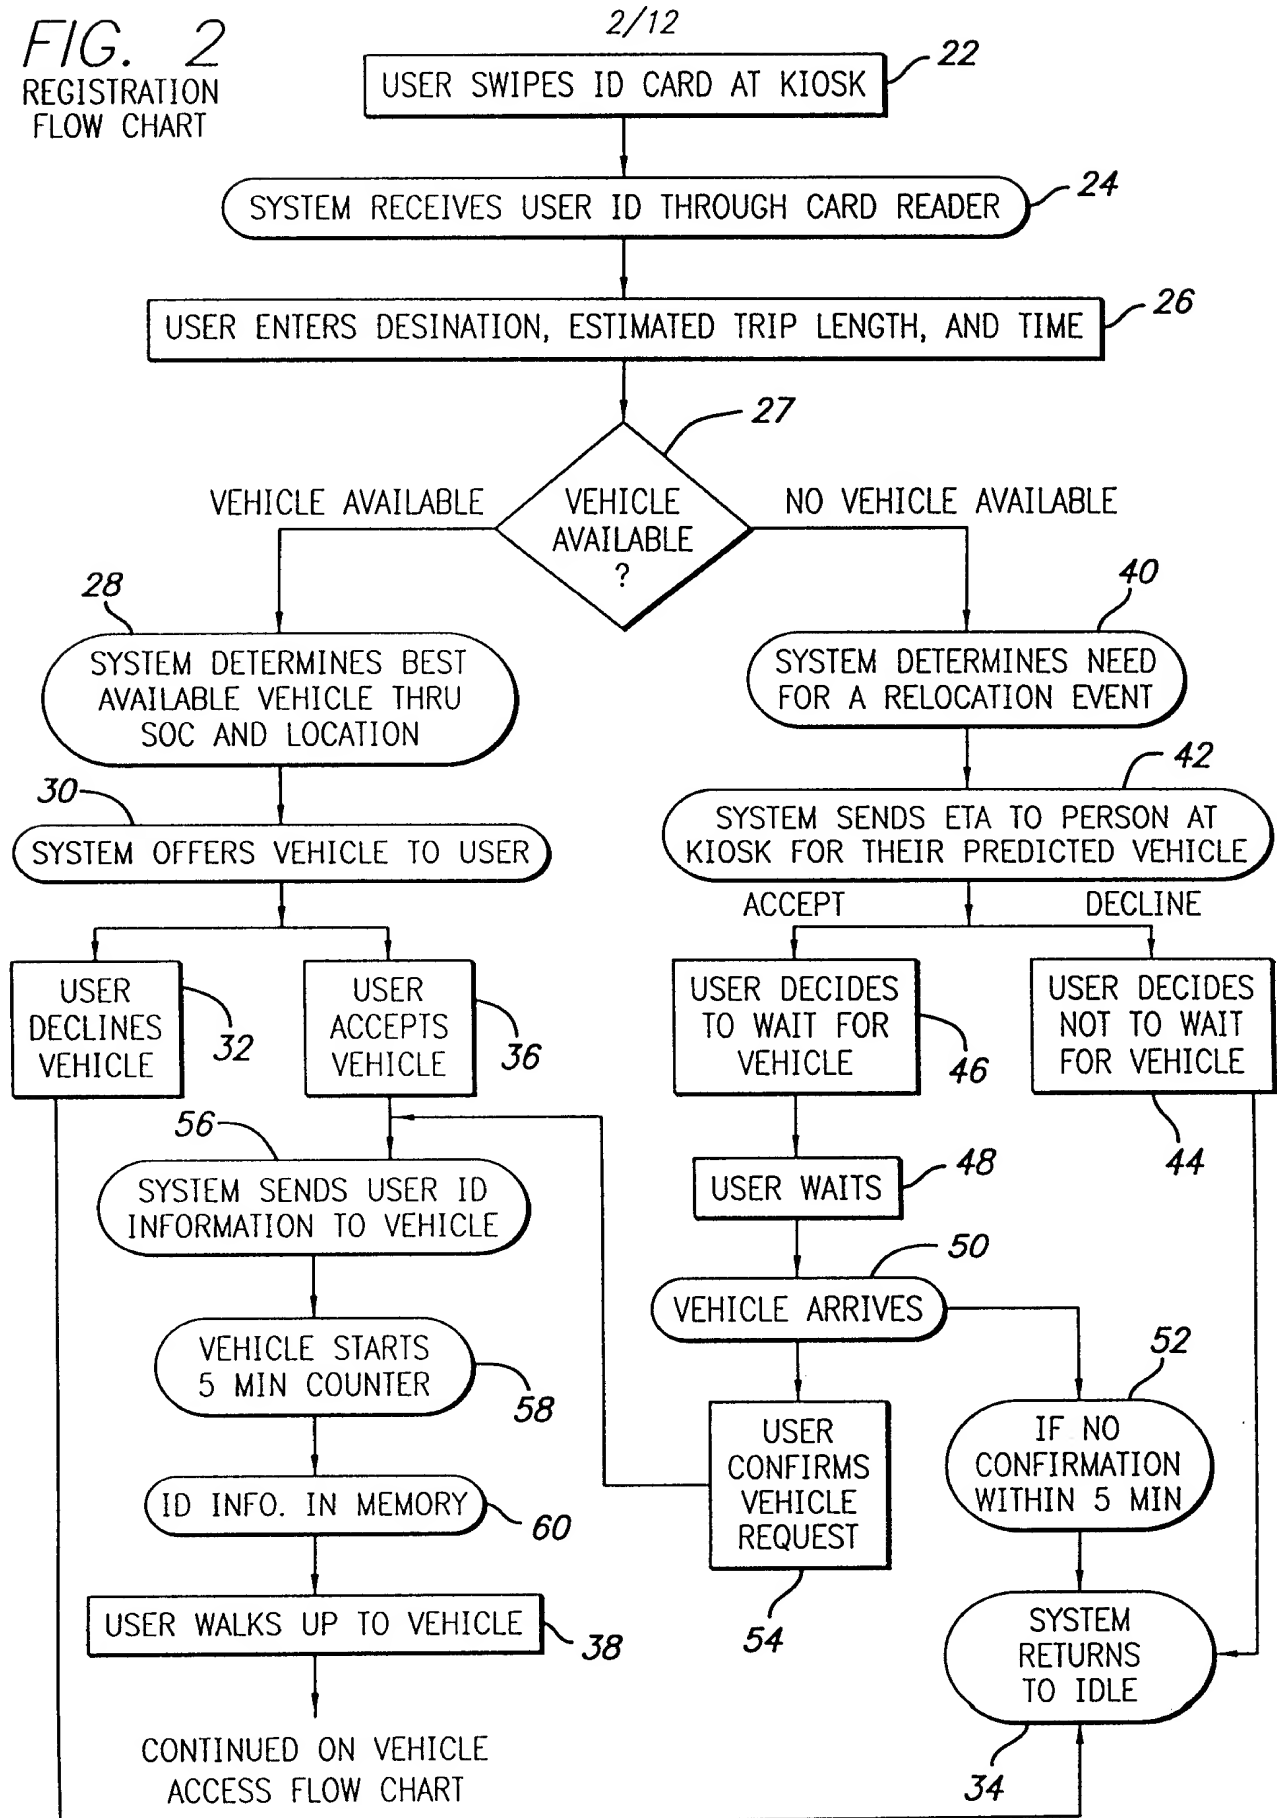 2/12
FIG. 2
REGISTRATION
FLOW CHART
USER SWIPES ID CARD AT KIOSK
22
SYSTEM RECEIVES USER ID THROUGH CARD READER
24
USER ENTERS DESINATION, ESTIMATED TRIP LENGTH, AND TIME
26
27
VEHICLE
AVAILABLE
?
VEHICLE AVAILABLE
NO VEHICLE AVAILABLE
28
SYSTEM DETERMINES BEST
AVAILABLE VEHICLE THRU
SOC AND LOCATION
30
SYSTEM OFFERS VEHICLE TO USER
USER
DECLINES
VEHICLE
32
USER
ACCEPTS
VEHICLE
36
40
SYSTEM DETERMINES NEED
FOR A RELOCATION EVENT
42
SYSTEM SENDS ETA TO PERSON AT
KIOSK FOR THEIR PREDICTED VEHICLE
ACCEPT
DECLINE
USER DECIDES
TO WAIT FOR
VEHICLE
46
USER DECIDES
NOT TO WAIT
FOR VEHICLE
44
56
SYSTEM SENDS USER ID
INFORMATION TO VEHICLE
USER WAITS
48
50
VEHICLE ARRIVES
VEHICLE STARTS
5 MIN COUNTER
58
52
IF NO
CONFIRMATION
WITHIN 5 MIN
USER
CONFIRMS
VEHICLE
REQUEST
54
ID INFO. IN MEMORY
60
USER WALKS UP TO VEHICLE
38
SYSTEM
RETURNS
TO IDLE
34
CONTINUED ON VEHICLE
ACCESS FLOW CHART